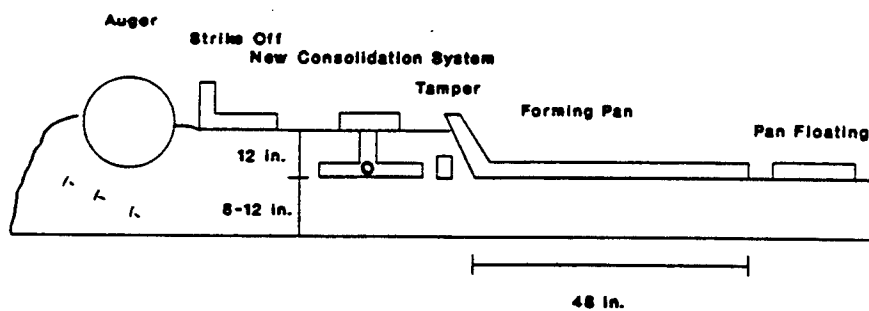 Auger
Strike Off
New Consolidation System
Tamper
Forming Pan
Pan Floating
12 in.
8-12 in.
48 in.